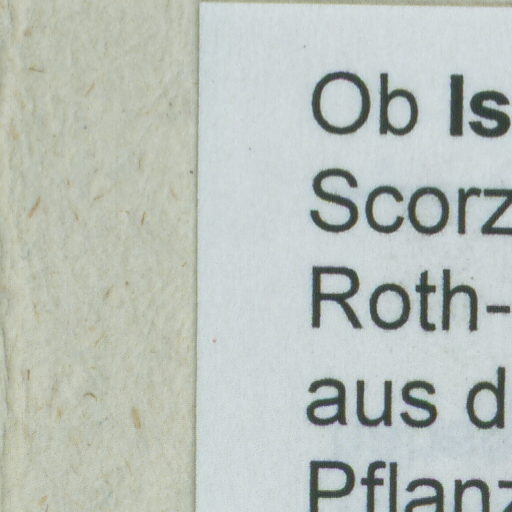 Ob Is
Scorz
Roth-
aus d
Pflanz